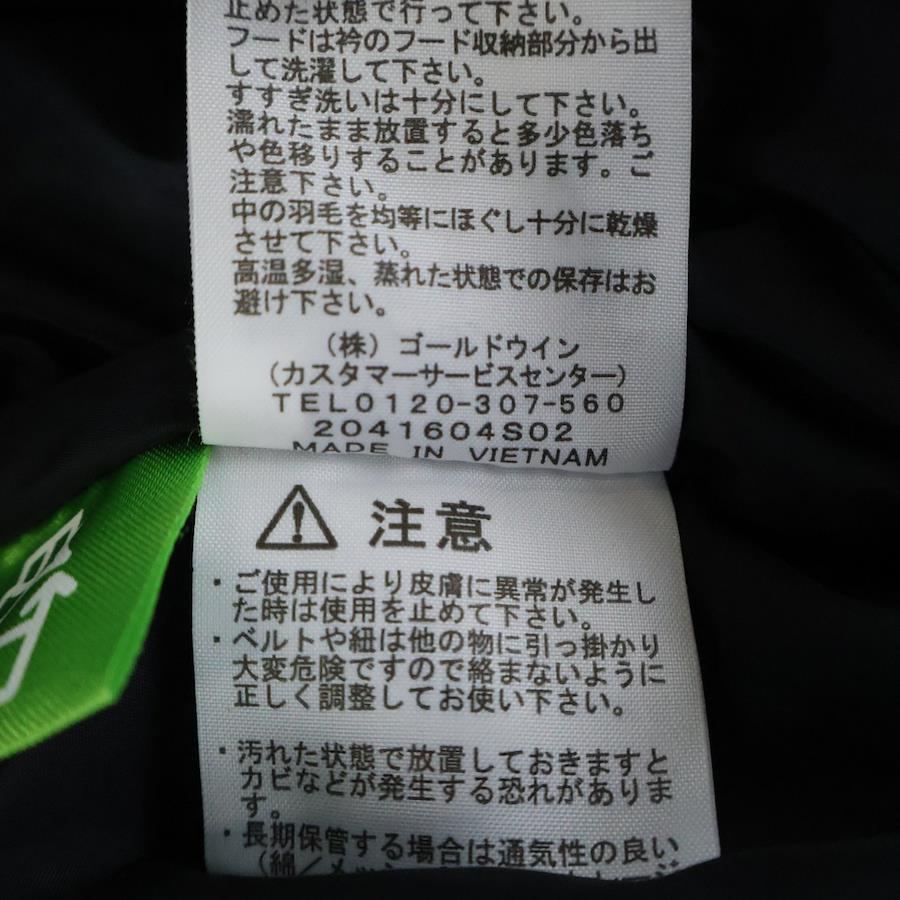 止めた状態で行って下さい。
フードは衿のフード収納部分から出
して洗濯して下さい。
すすぎ洗いは十分にして下さい。
濡れたまま放置すると多少色落ち
や色移りすることがあります。ご
注意下さい。
中の羽毛を均等にほぐし十分に乾燥
させて下さい。
高温多湿、蒸れた状態での保存はお
避け下さい。
（株）ゴールドウイン
（カスタマーサービスセンター）
TEL0120-307-560
2041604S02
MADE IN VIETNAM
注意
・ご使用により皮膚に異常が発生し
た時は使用を止めて下さい。
・ベルトや紐は他の物に引っ掛かり
大変危険ですので絡まないように
正しく調整してお使い下さい。
・汚れた状態で放置しておきますと
カビなどが発生する恐れがありま
す。
・長期保管する場合は通気性の良い
（綿／メッシ